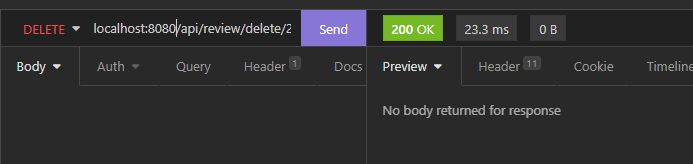 DELETE localhost:8080/api/review/delete/2 Send 200 OK 23.3 ms 0 B
Body Auth Query Header 1 Docs Preview Header 11 Cookie Timeline
No body returned for response